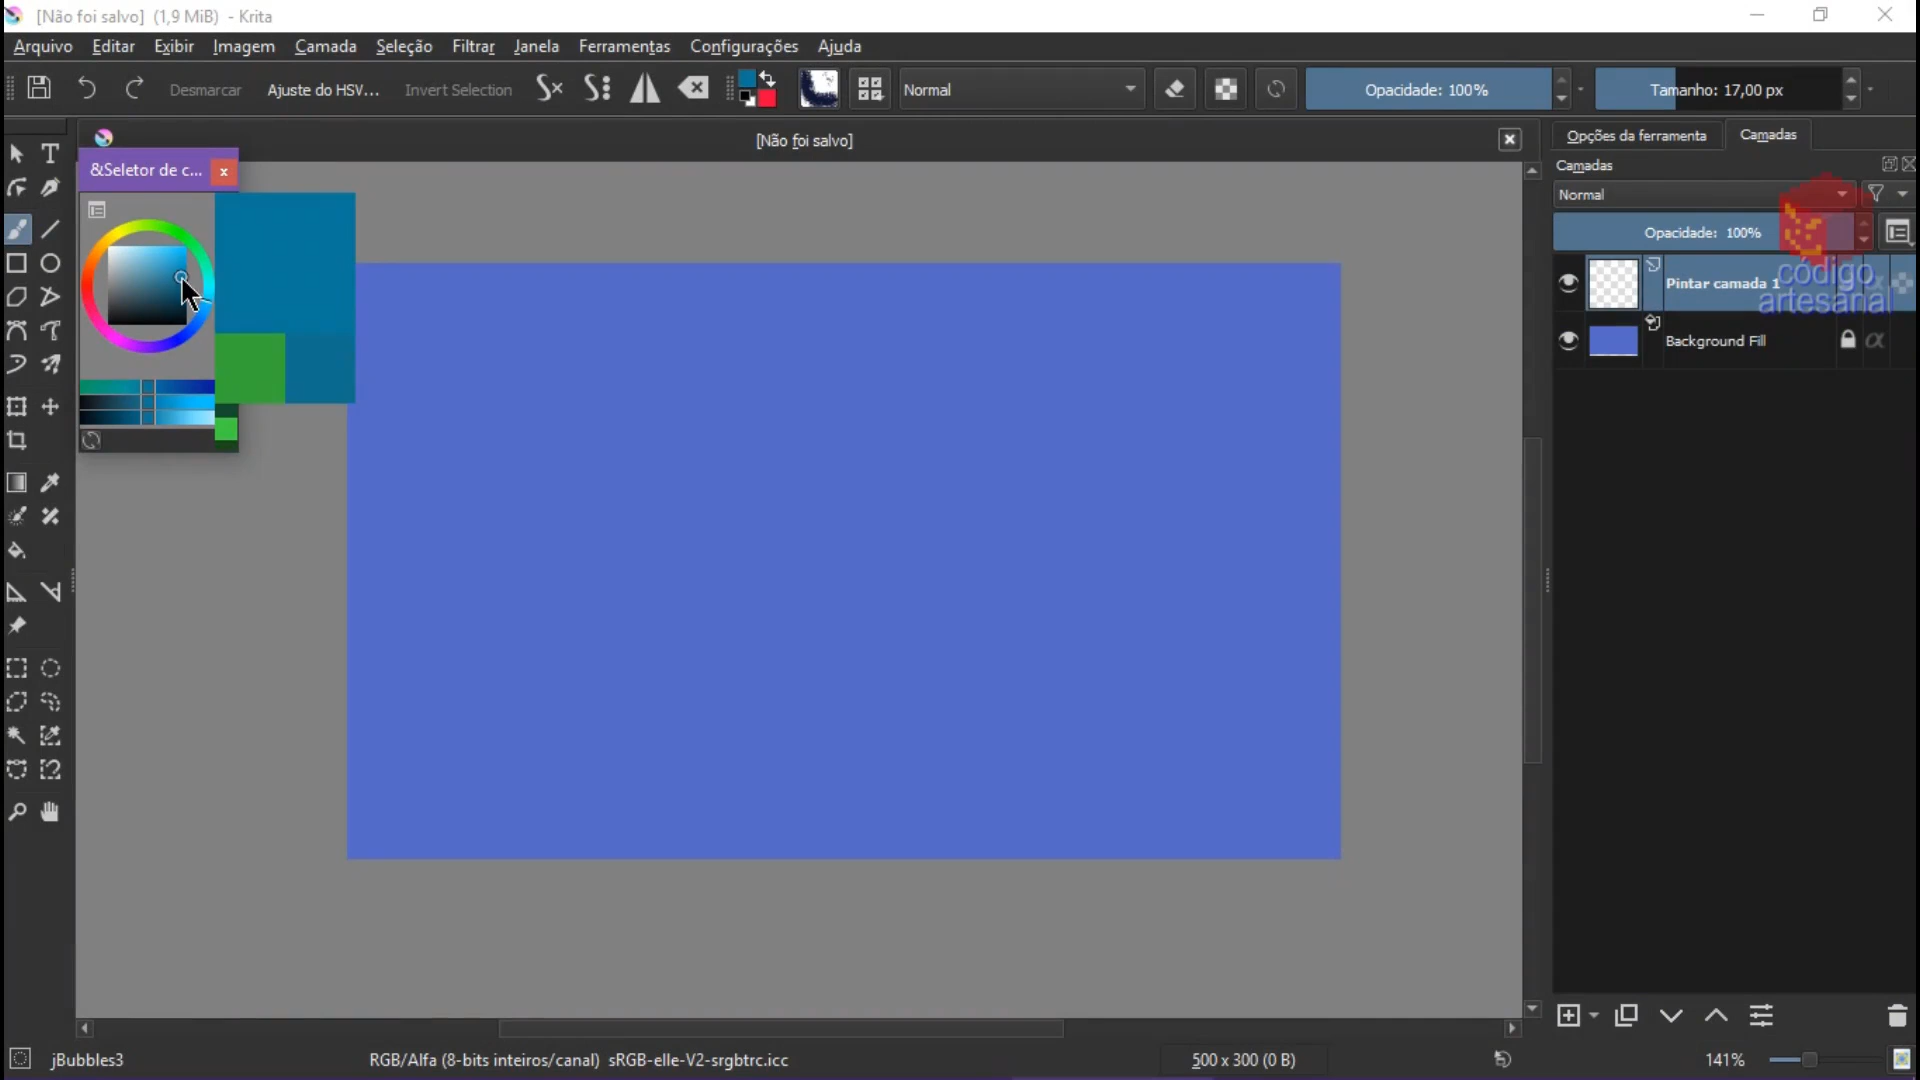 [Não foi salvo] (1,9 MiB) - Krita
Arquivo Editar Exibir Imagem Camada Seleção Filtrar Janela Ferramentas Configurações Ajuda
Desmarcar Ajuste do HSV... Invert Selection Normal Opacidade: 100% Tamanho: 17,00 px
[Não foi salvo]
Opções da ferramenta Camadas
&Seletor de c...
Camadas
Normal
Opacidade: 100%
Pintar camada 1
código
artesanal
Background Fill
jBubbles3 RGB/Alfa (8-bits inteiros/canal) sRGB-elle-V2-srgbtrc.icc 500 x 300 (0 B) 141%